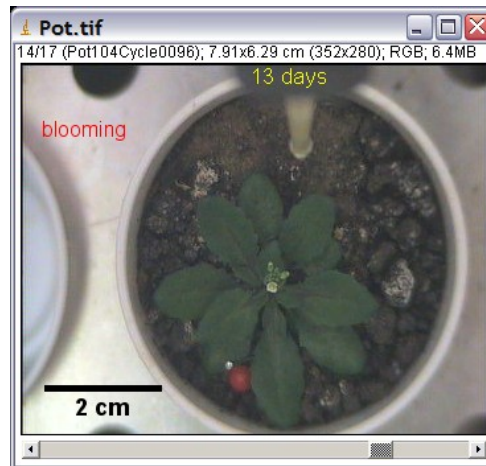 Pot.tif
14/17 (Pot104Cycle0096); 7.91x6.29 cm (352x280); RGB; 6.4MB
13 days
blooming
2 cm